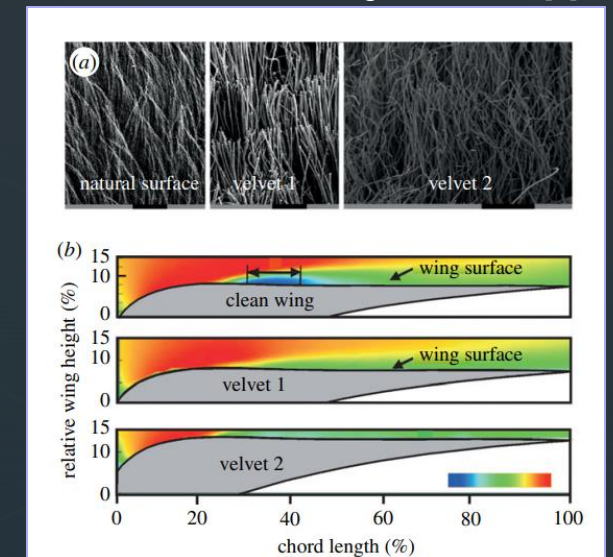 (a)
natural surface
velvet 1
velvet 2
(b)
relative wing height (%)
15
10
0
wing surface
clean wing
15
10
0
wing surface
velvet 1
15
10
0
velvet 2
0 20 40 60 80 100
chord length (%)